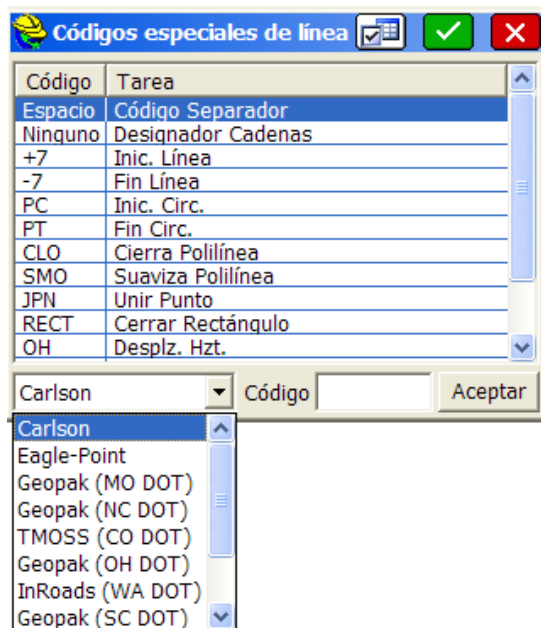 Códigos especiales de línea
Código Tarea
Espacio Código Separador
Ninguno Designador Cadenas
+7 Inic. Línea
-7 Fin Línea
PC Inic. Circ.
PT Fin Circ.
CLO Cierra Polilínea
SMO Suaviza Polilínea
JPN Unir Punto
RECT Cerrar Rectángulo
OH Desplz. Hzt.
Carlson Código Aceptar
Carlson
Eagle-Point
Geopak (MO DOT)
Geopak (NC DOT)
TMOSS (CO DOT)
Geopak (OH DOT)
InRoads (WA DOT)
Geopak (SC DOT)